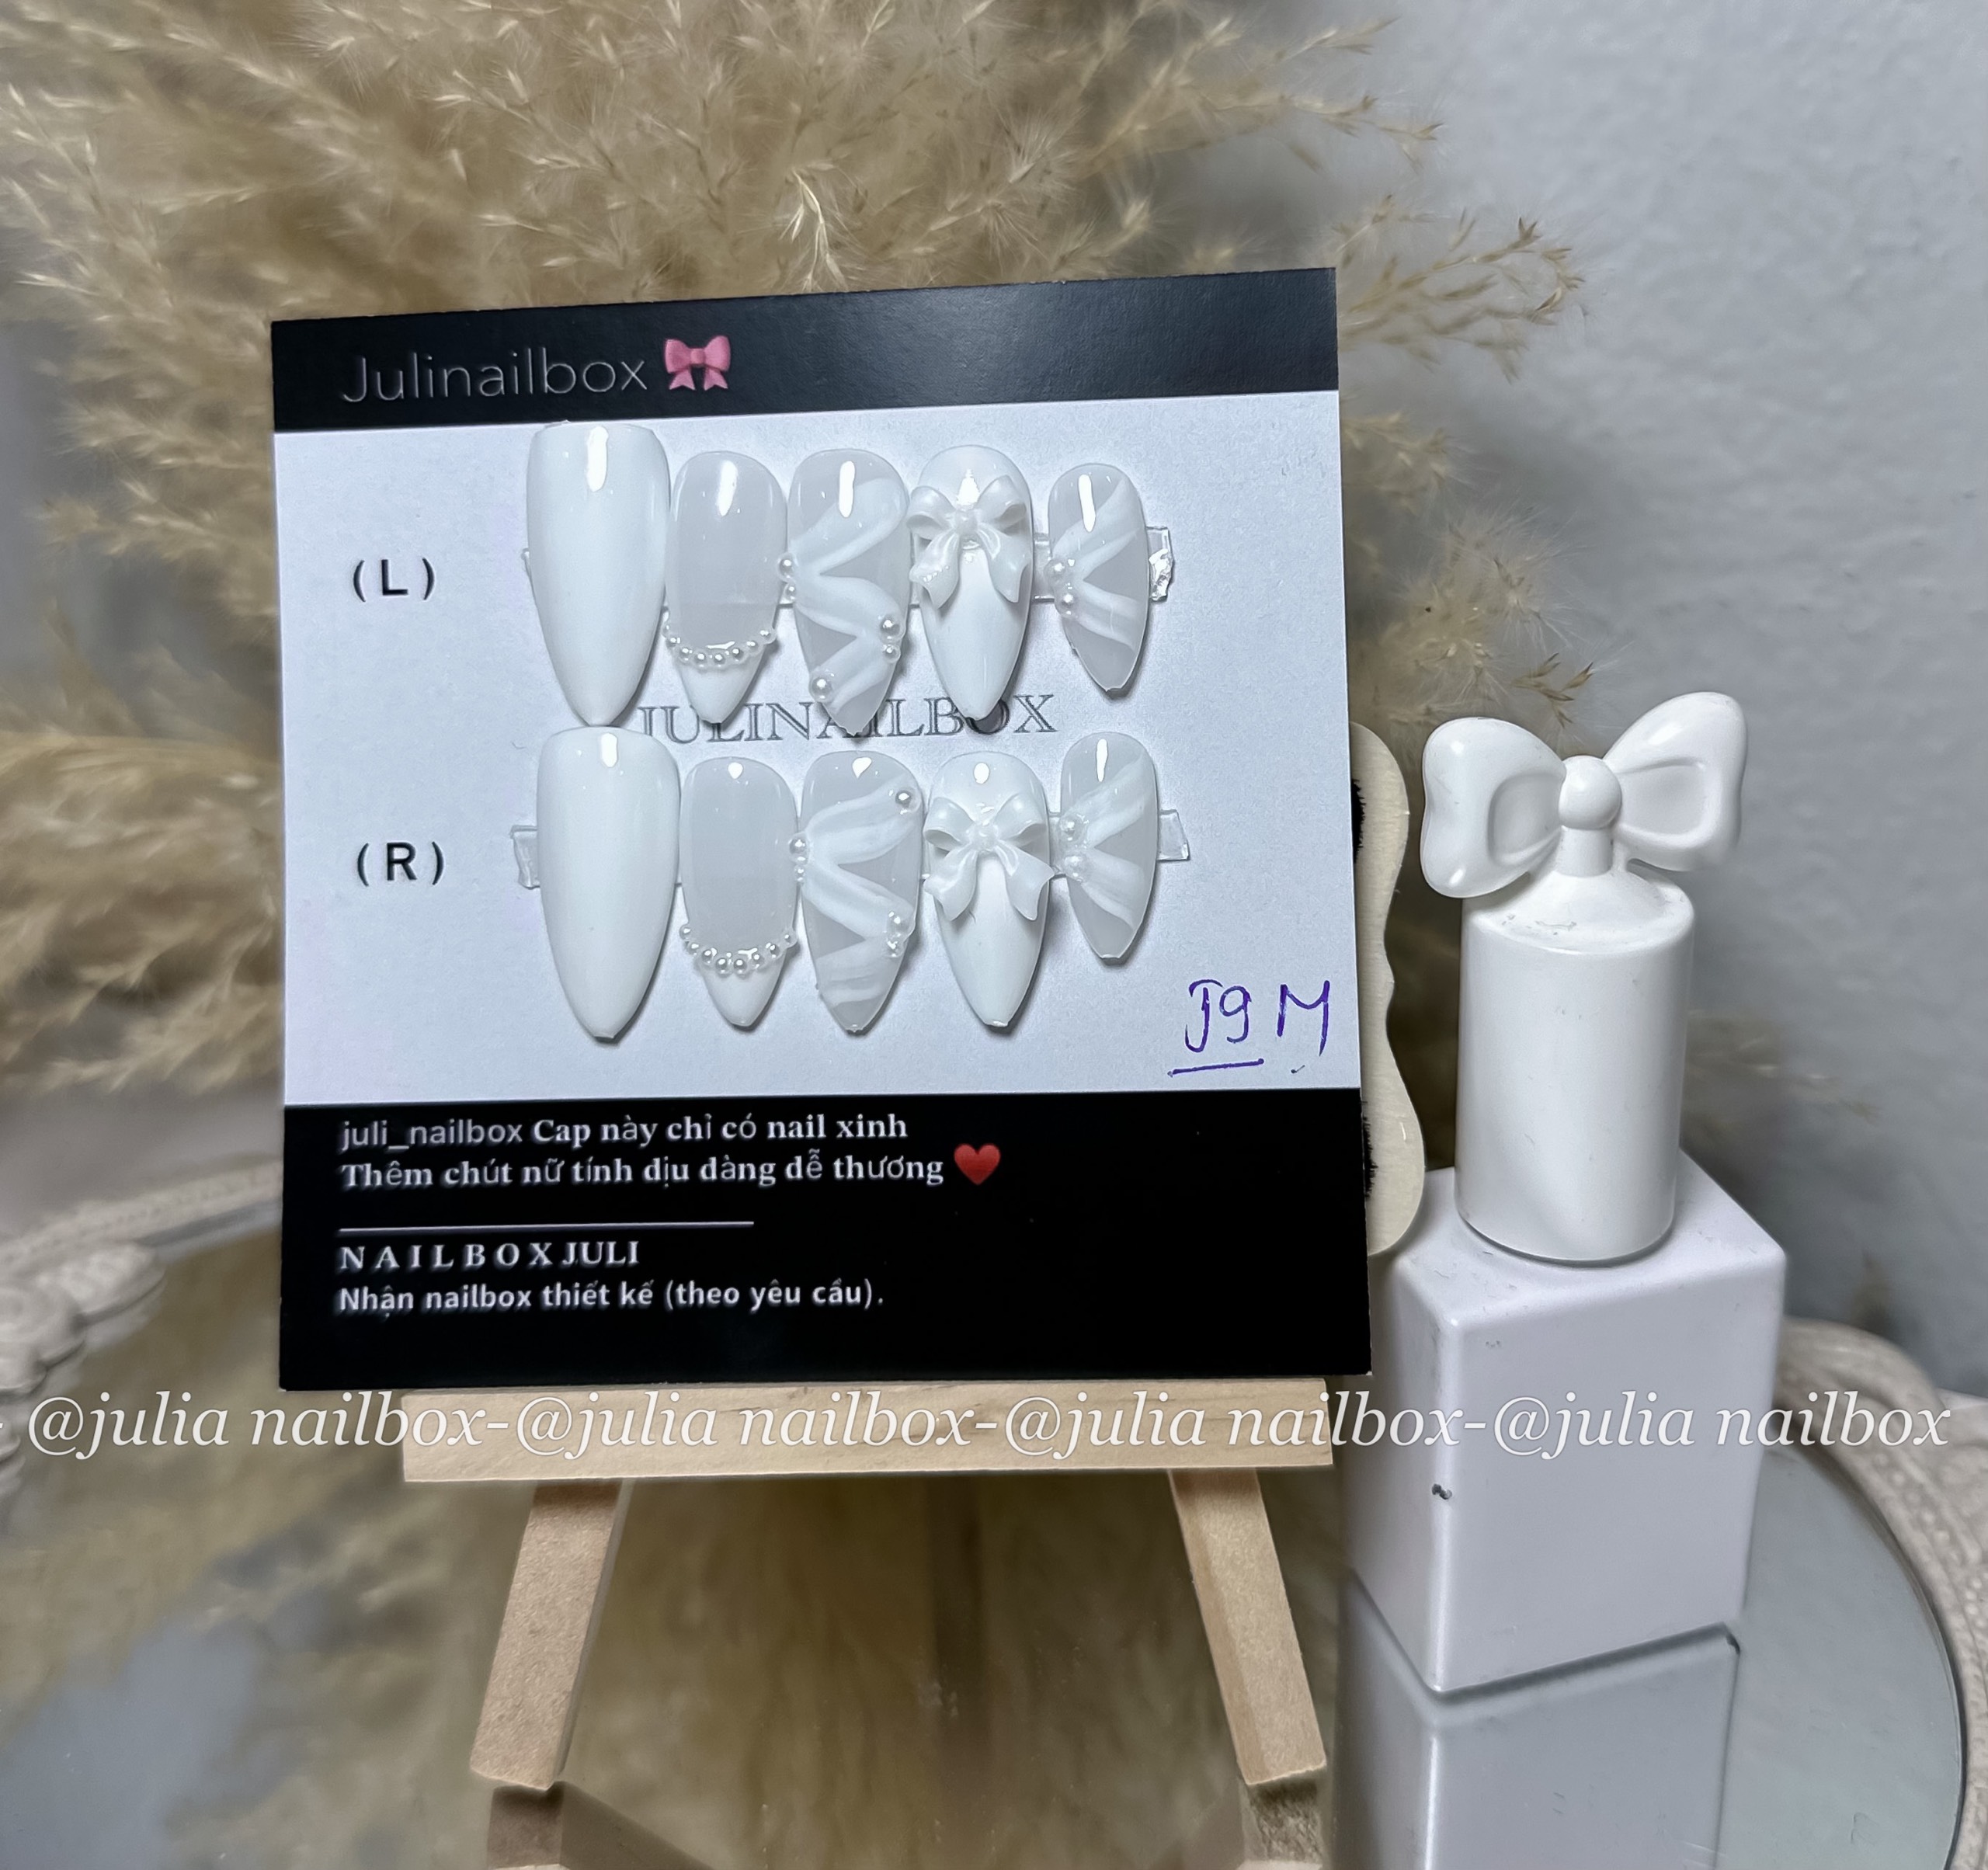 Julinailbox 🎀
(L)
JULINAILBOX
(R)
J9 M
juli_nailbox Cap này chỉ có nail xinh
Thêm chút nữ tính dịu dàng dễ thương ❤️
N A I L B O X JULI
Nhận nailbox thiết kế (theo yêu cầu).
- @julia nailbox-@julia nailbox-@julia nailbox-@julia nailbox